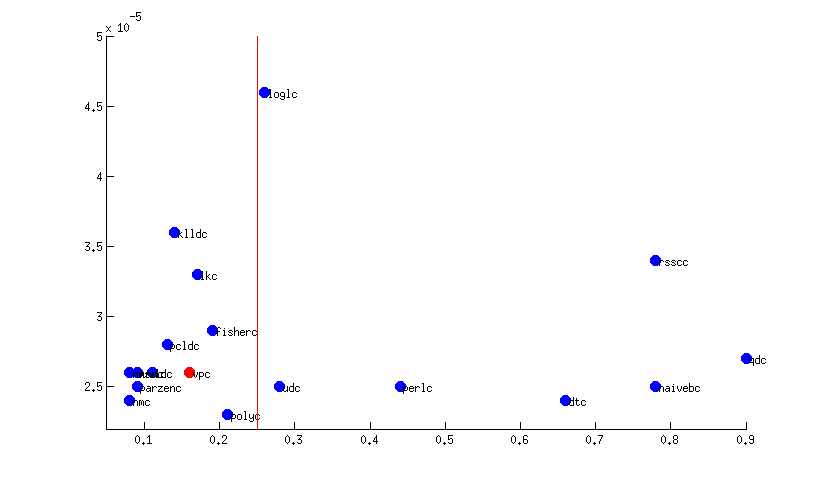 x 10
-5
5
4.5
4
3.5
3
2.5
loglc
klldc
rsscc
lkc
fisherc
pcldc
qdc
vpc
parzenc
udc
perlc
naivebc
nmc
dtc
polyc
0.1
0.2
0.3
0.4
0.5
0.6
0.7
0.8
0.9